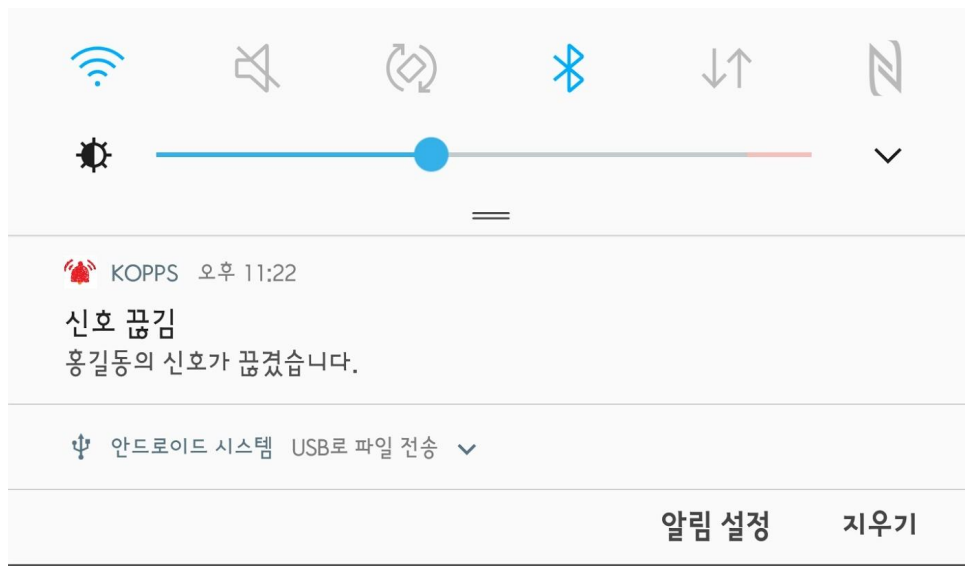 KOPPS 오후 11:22
신호 끊김
홍길동의 신호가 끊겼습니다.
안드로이드 시스템 USB로 파일 전송
알림 설정 지우기